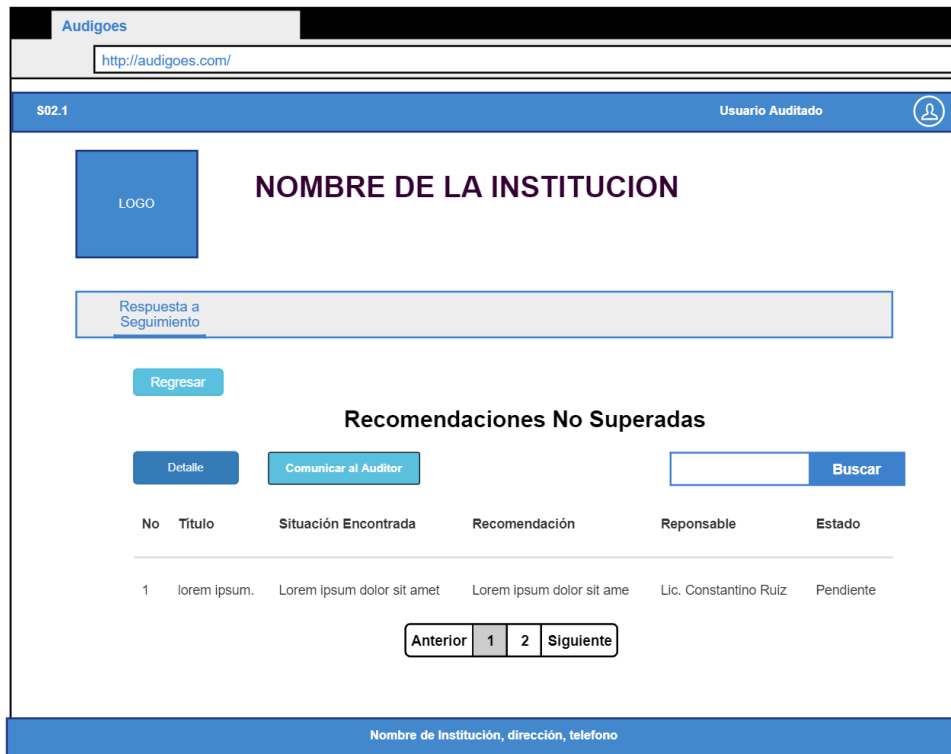 Audigoes
http://audigoes.com/
S02.1 Usuario Auditado
LOGO
NOMBRE DE LA INSTITUCION
Respuesta a
Seguimiento
Regresar
Recomendaciones No Superadas
Detalle Comunicar al Auditor Buscar
No Título Situación Encontrada Recomendación Reponsable Estado
1 lorem ipsum. Lorem ipsum dolor sit amet Lorem ipsum dolor sit ame Lic. Constantino Ruiz Pendiente
Anterior 1 2 Siguiente
Nombre de Institución, dirección, telefono